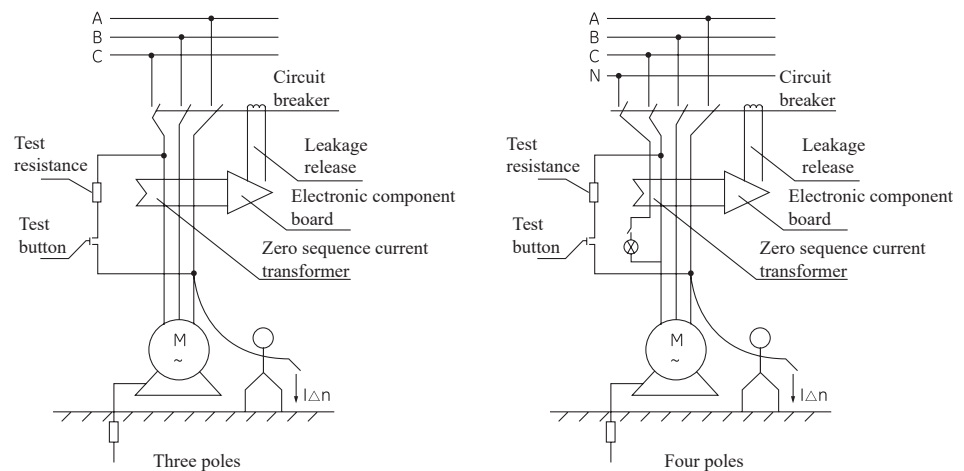 A
B
C
Circuit
breaker
Test
resistance
Leakage
release
Electronic component
board
Test
button
Zero sequence current
transformer
M
~
I△n
Three poles
A
B
C
N
Circuit
breaker
Test
resistance
Leakage
release
Electronic component
board
Test
button
Zero sequence current
transformer
M
~
I△n
Four poles